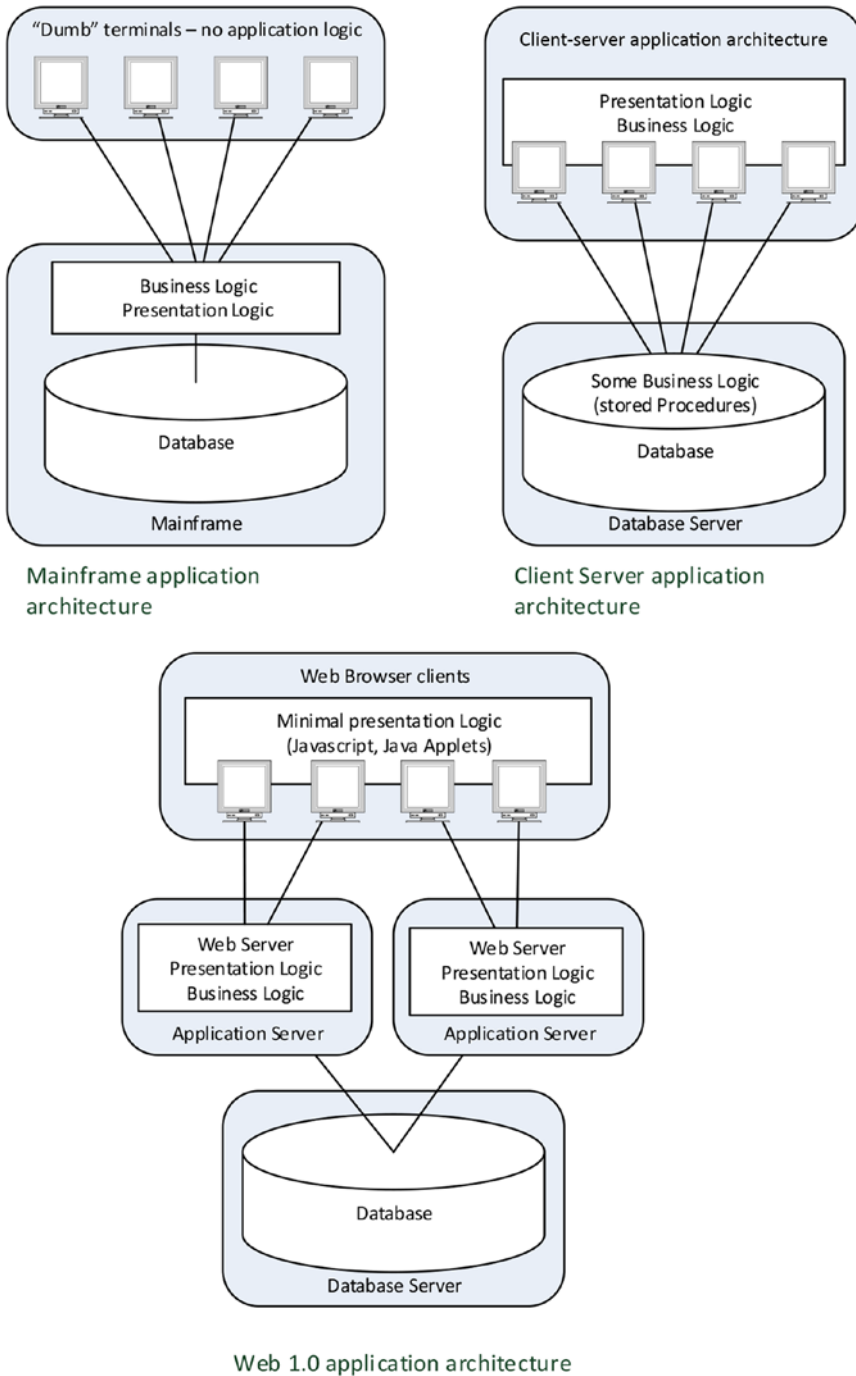 “Dumb” terminals – no application logic
Business Logic
Presentation Logic
Database
Mainframe
Mainframe application
architecture
Client-server application architecture
Presentation Logic
Business Logic
Some Business Logic
(stored Procedures)
Database
Database Server
Client Server application
architecture
Web Browser clients
Minimal presentation Logic
(Javascript, Java Applets)
Web Server
Presentation Logic
Business Logic
Application Server
Web Server
Presentation Logic
Business Logic
Application Server
Database
Database Server
Web 1.0 application architecture